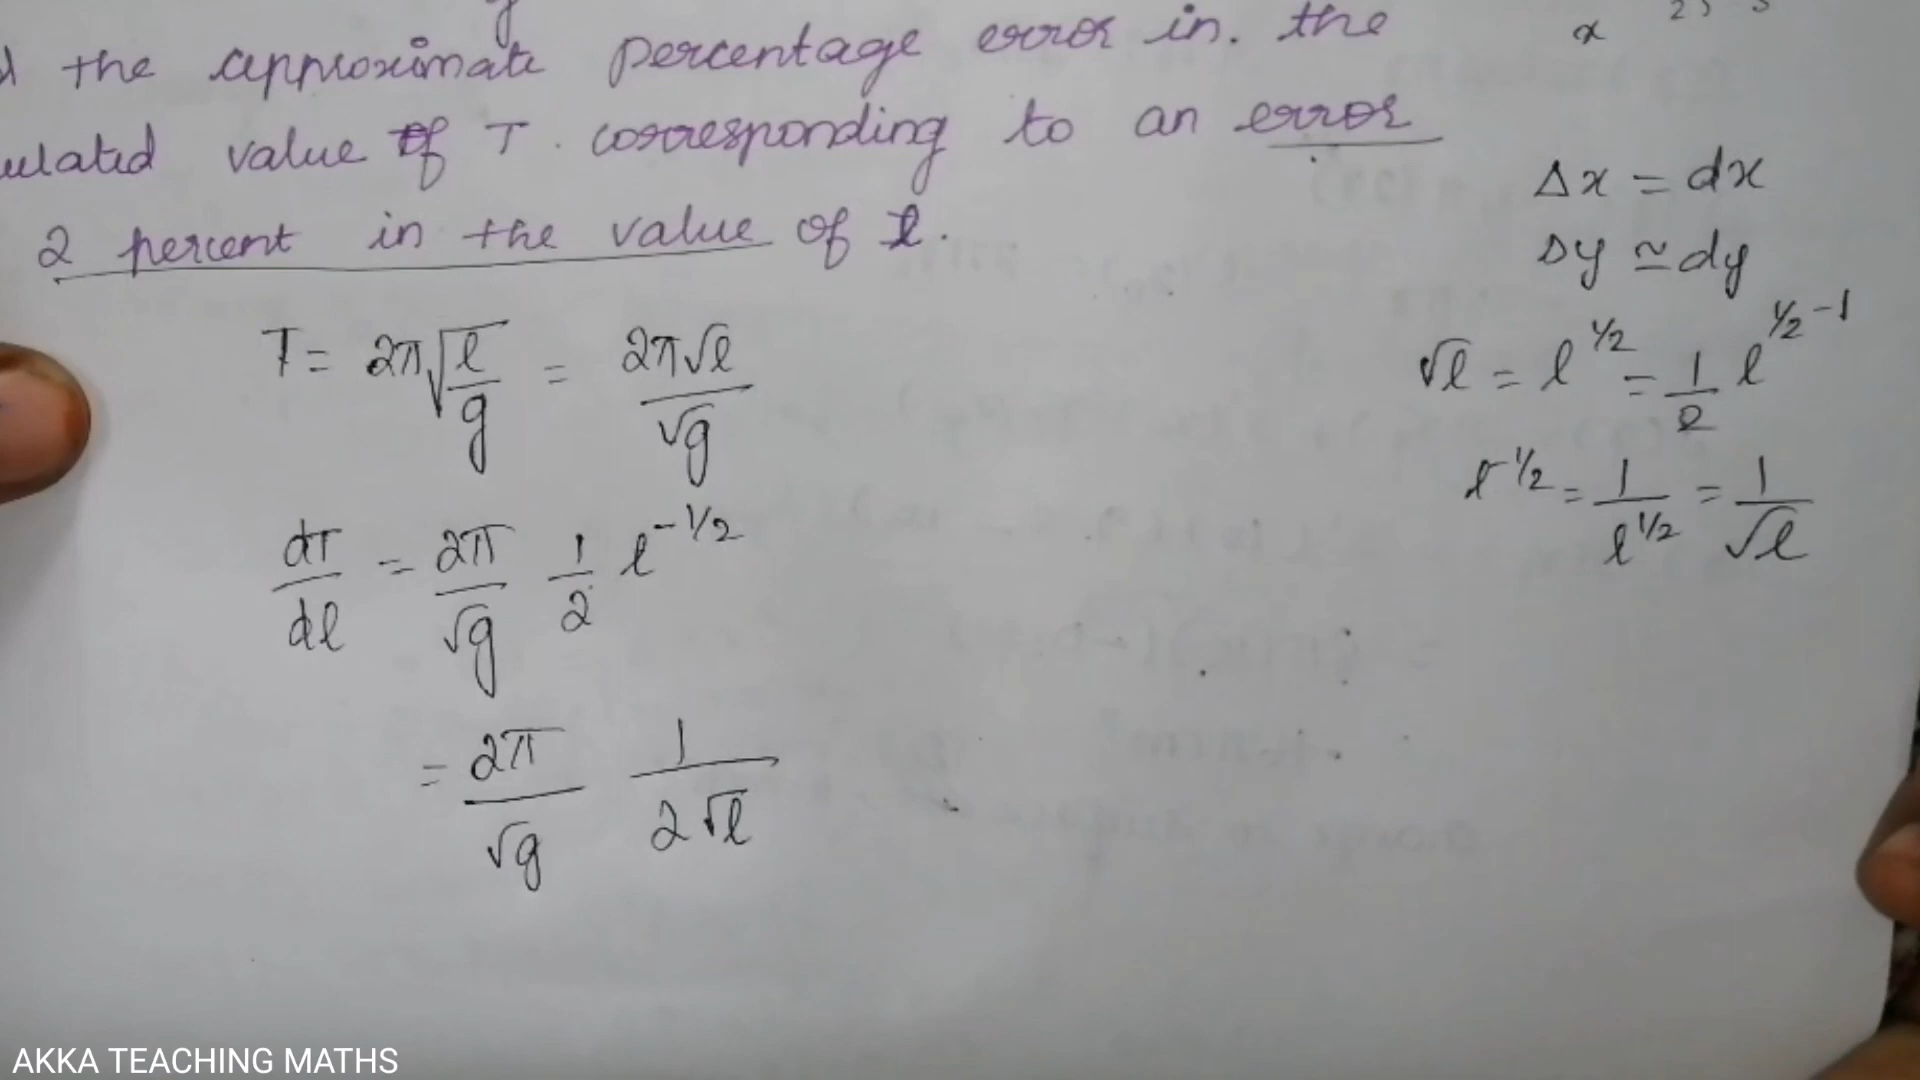 the approximate percentage error in. the
ulated value of T. corresponding to an error
2 percent in the value of l.
x
Δx = dx
Δy ≃ dy
√l = l^{1/2} = 1/2 l^{1/2 - 1}
l^{-1/2} = 1/l^{1/2} = 1/√l
T = 2π√(l/g) = 2π√l/√g
dT/dl = 2π/√g 1/2 l^{-1/2}
= 2π/√g 1/2√l
AKKA TEACHING MATHS